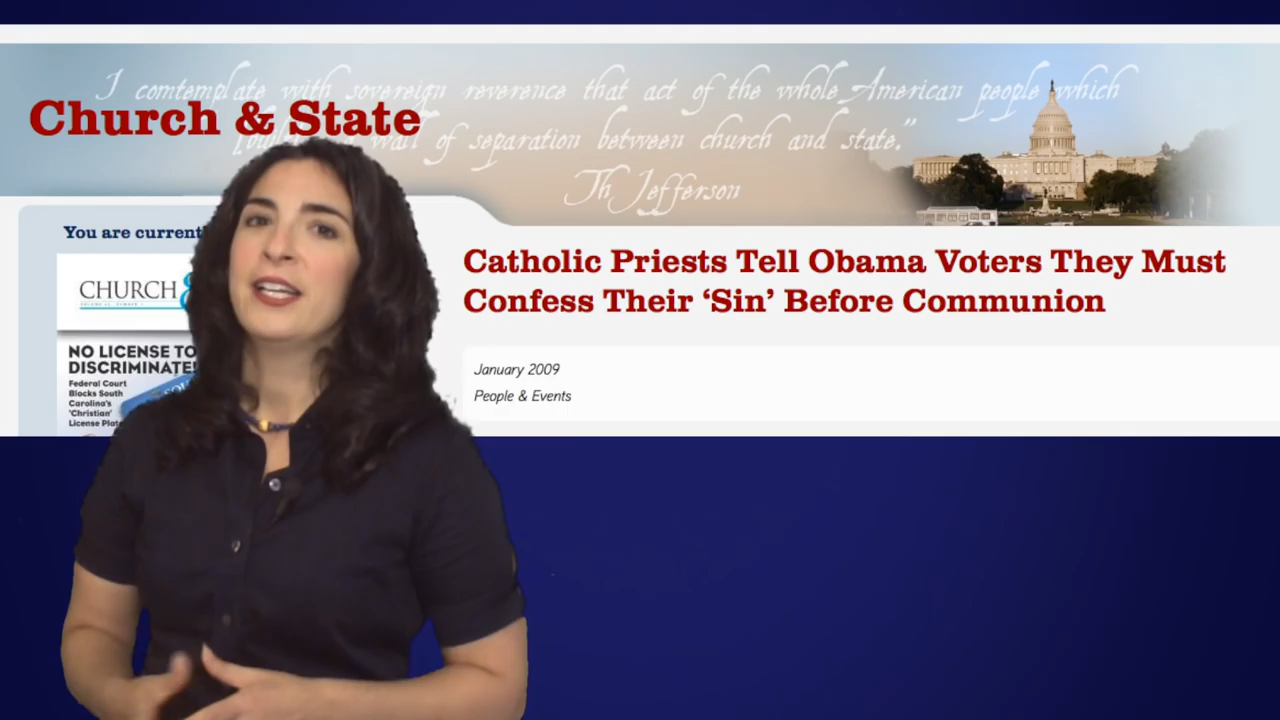 I comtemplate with sovereign reverence that act of the whole American people which
Church & State
wall of separation between church and state."
Th Jefferson
You are current
Catholic Priests Tell Obama Voters They Must
Confess Their ‘Sin’ Before Communion
CHURCH &
January 2009
NO LICENSE TO
DISCRIMINATE!
People & Events
Federal Court
Blocks South
Carolina's
'Christian'
License Plate